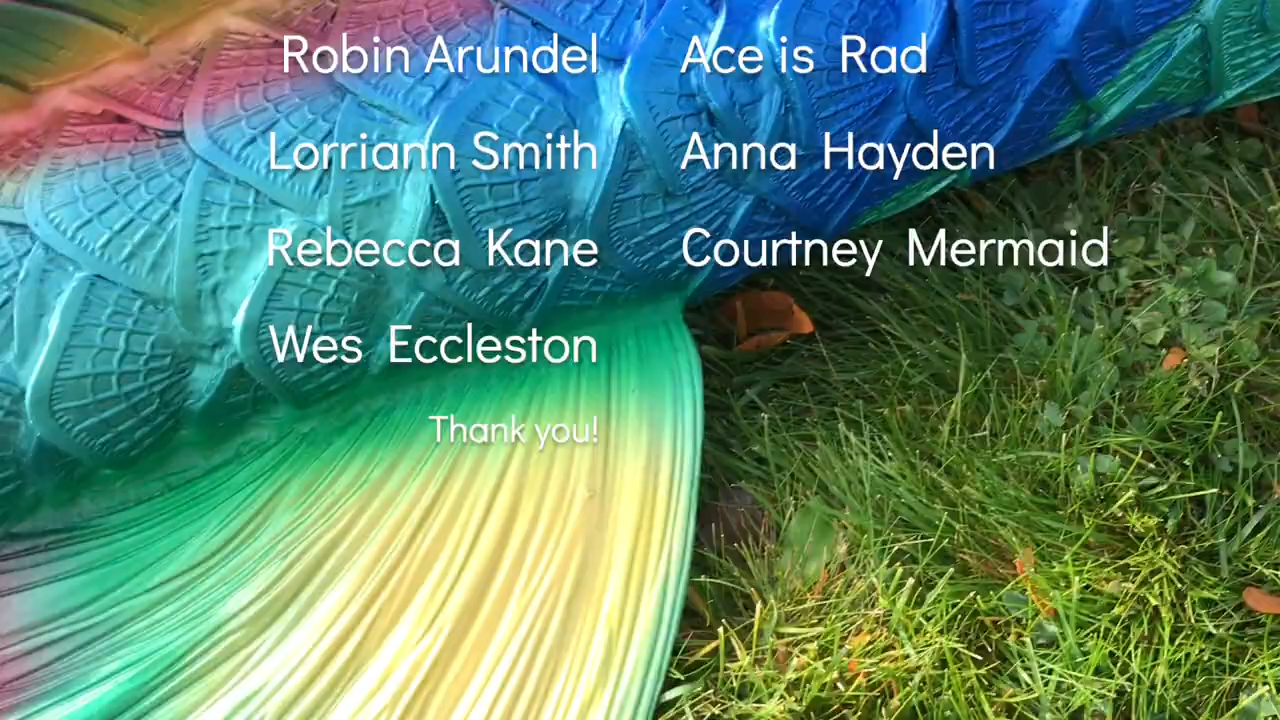 Robin Arundel Ace is Rad
Lorriann Smith Anna Hayden
Rebecca Kane Courtney Mermaid
Wes Eccleston
Thank you!